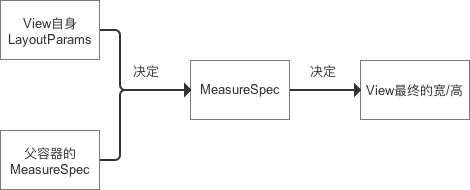 View自身
LayoutParams
决定
MeasureSpec
决定
View最终的宽/高
父容器的
MeasureSpec